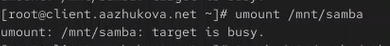 [root@client.aazhukova.net ~]# umount /mnt/samba
umount: /mnt/samba: target is busy.